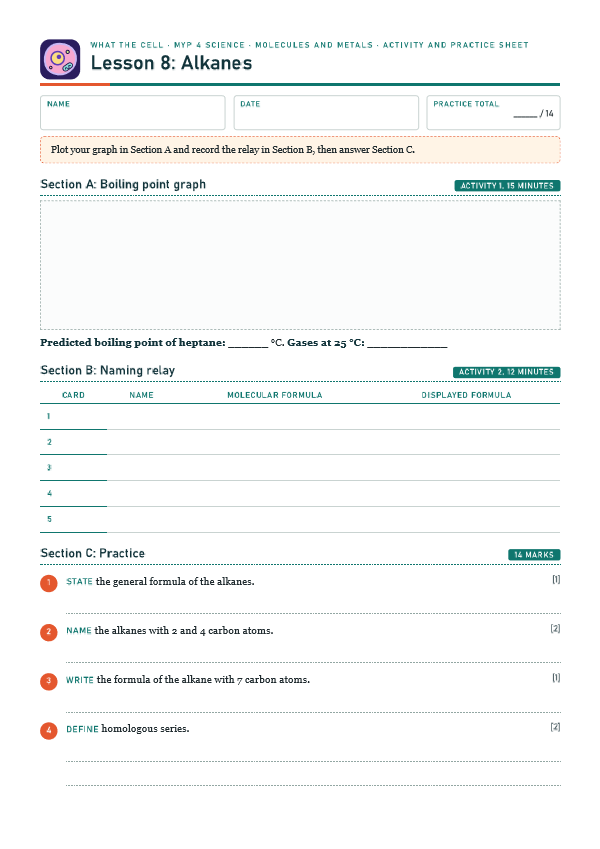 WHAT THE CELL · MYP 4 SCIENCE · MOLECULES AND METALS · ACTIVITY AND PRACTICE SHEET
Lesson 8: Alkanes
NAME
DATE
PRACTICE TOTAL
_____ / 14
Plot your graph in Section A and record the relay in Section B, then answer Section C.
Section A: Boiling point graph
ACTIVITY 1, 15 MINUTES
Predicted boiling point of heptane: ______ °C. Gases at 25 °C: ____________
Section B: Naming relay
ACTIVITY 2, 12 MINUTES
CARD NAME MOLECULAR FORMULA DISPLAYED FORMULA
1
2
3
4
5
Section C: Practice
14 MARKS
1 STATE the general formula of the alkanes. [1]
2 NAME the alkanes with 2 and 4 carbon atoms. [2]
3 WRITE the formula of the alkane with 7 carbon atoms. [1]
4 DEFINE homologous series. [2]